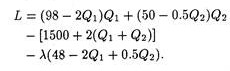 L = (98 − 2Q₁)Q₁ + (50 − 0.5Q₂)Q₂
− [1500 + 2(Q₁ + Q₂)]
− λ(48 − 2Q₁ + 0.5Q₂).